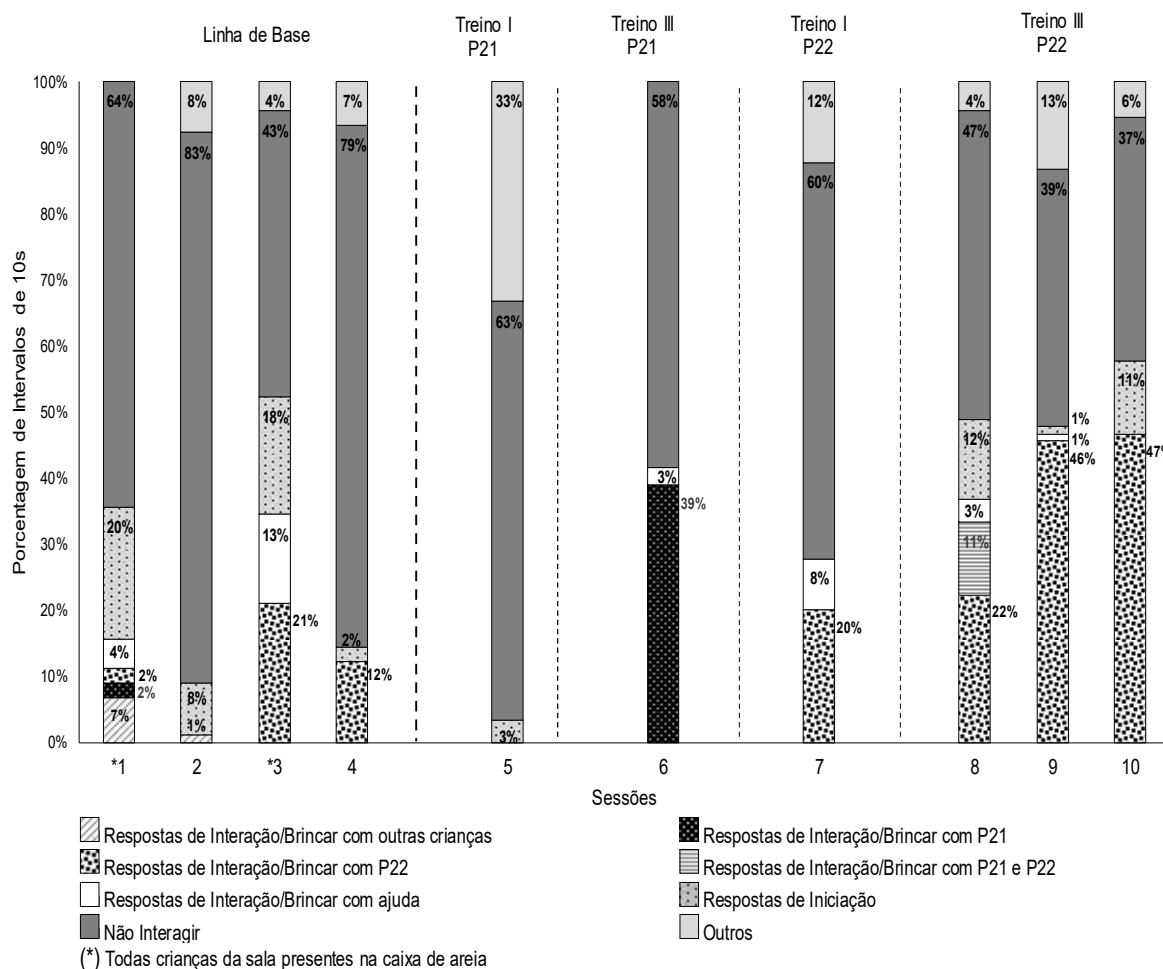 Linha de Base
Treino I
P21
Treino III
P21
Treino I
P22
Treino III
P22
Porcentagem de Intervalos de 10s
100%
90%
80%
70%
60%
50%
40%
30%
20%
10%
0%
64%
20%
4%
2%
2%
7%
8%
83%
8%
1%
4%
43%
18%
13%
21%
7%
79%
2%
12%
33%
63%
3%
58%
3%
39%
12%
60%
8%
20%
4%
47%
12%
3%
11%
22%
13%
39%
1%
1%
46%
6%
37%
11%
47%
*1 2 *3 4 5 6 7 8 9 10
Sessões
Respostas de Interação/Brincar com outras crianças
Respostas de Interação/Brincar com P21
Respostas de Interação/Brincar com P22
Respostas de Interação/Brincar com P21 e P22
Respostas de Interação/Brincar com ajuda
Respostas de Iniciação
Não Interagir
Outros
(*) Todas crianças da sala presentes na caixa de areia